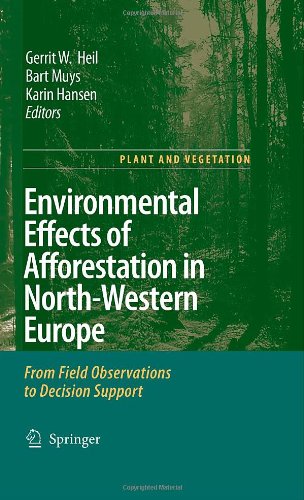 Gerrit W. Heil
Bart Muys
Karin Hansen
Editors
PLANT AND VEGETATION
Environmental
Effects of
Afforestation in
North-Western
Europe
From Field Observations
to Decision Support
Springer